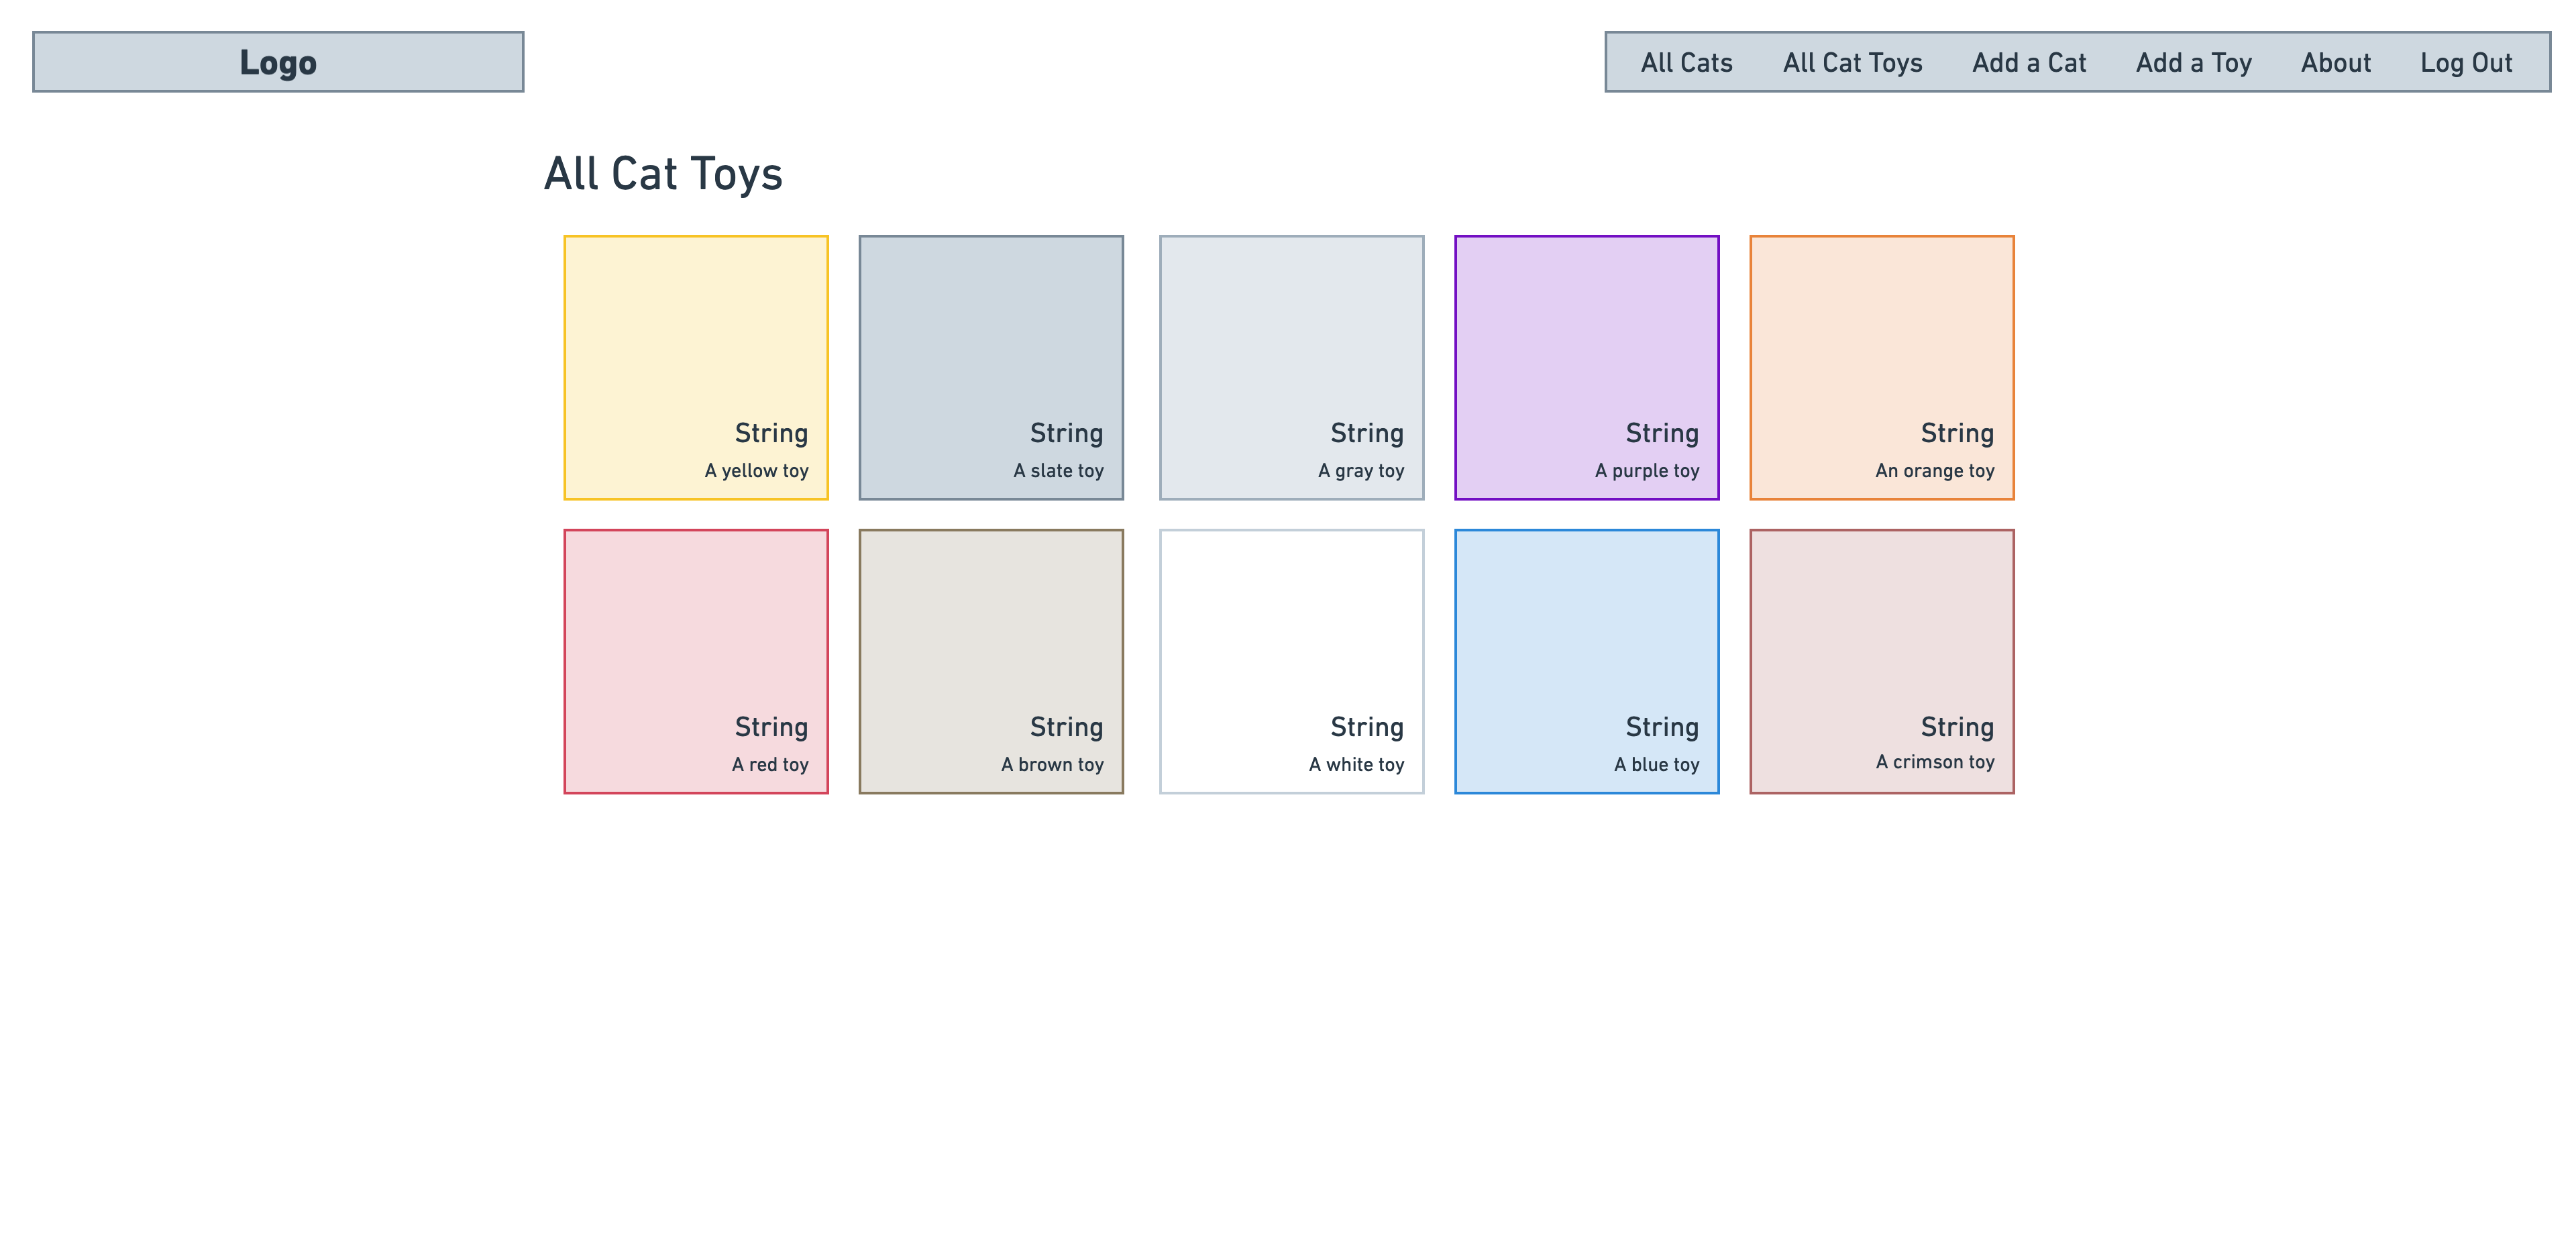 Logo
All Cats All Cat Toys Add a Cat Add a Toy About Log Out
All Cat Toys
String
A yellow toy
String
A slate toy
String
A gray toy
String
A purple toy
String
An orange toy
String
A red toy
String
A brown toy
String
A white toy
String
A blue toy
String
A crimson toy